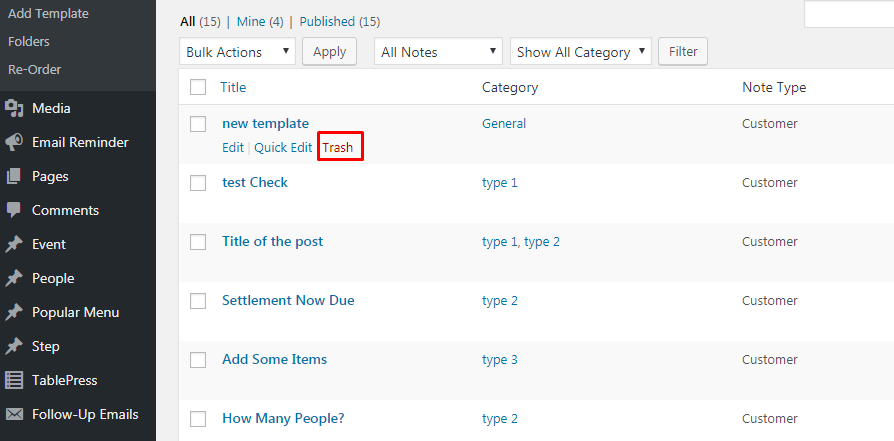 Add Template
Folders
Re-Order
Media
Email Reminder
Pages
Comments
Event
People
Popular Menu
Step
TablePress
Follow-Up Emails
All (15) | Mine (4) | Published (15)
Bulk Actions Apply All Notes Show All Category Filter
Title Category Note Type
new template General Customer
Edit | Quick Edit Trash
test Check type 1 Customer
Title of the post type 1, type 2 Customer
Settlement Now Due type 2 Customer
Add Some Items type 3 Customer
How Many People? type 2 Customer